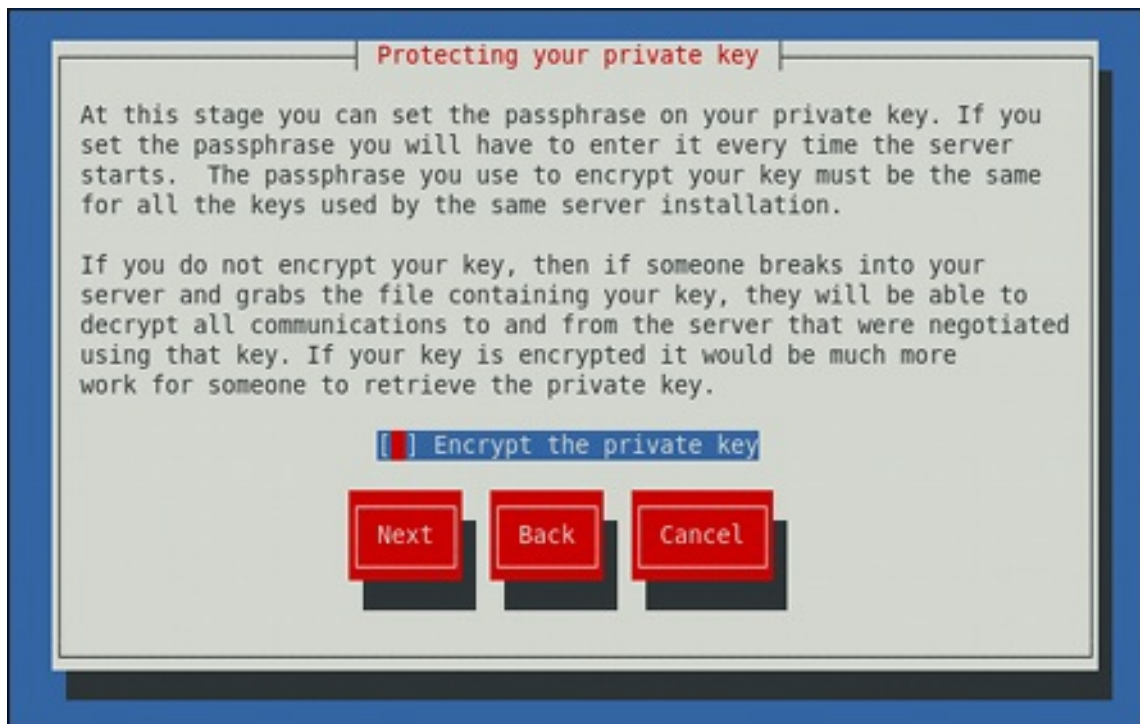 Protecting your private key
At this stage you can set the passphrase on your private key. If you
set the passphrase you will have to enter it every time the server
starts.  The passphrase you use to encrypt your key must be the same
for all the keys used by the same server installation.
If you do not encrypt your key, then if someone breaks into your
server and grabs the file containing your key, they will be able to
decrypt all communications to and from the server that were negotiated
using that key. If your key is encrypted it would be much more
work for someone to retrieve the private key.
[ ] Encrypt the private key
Next Back Cancel